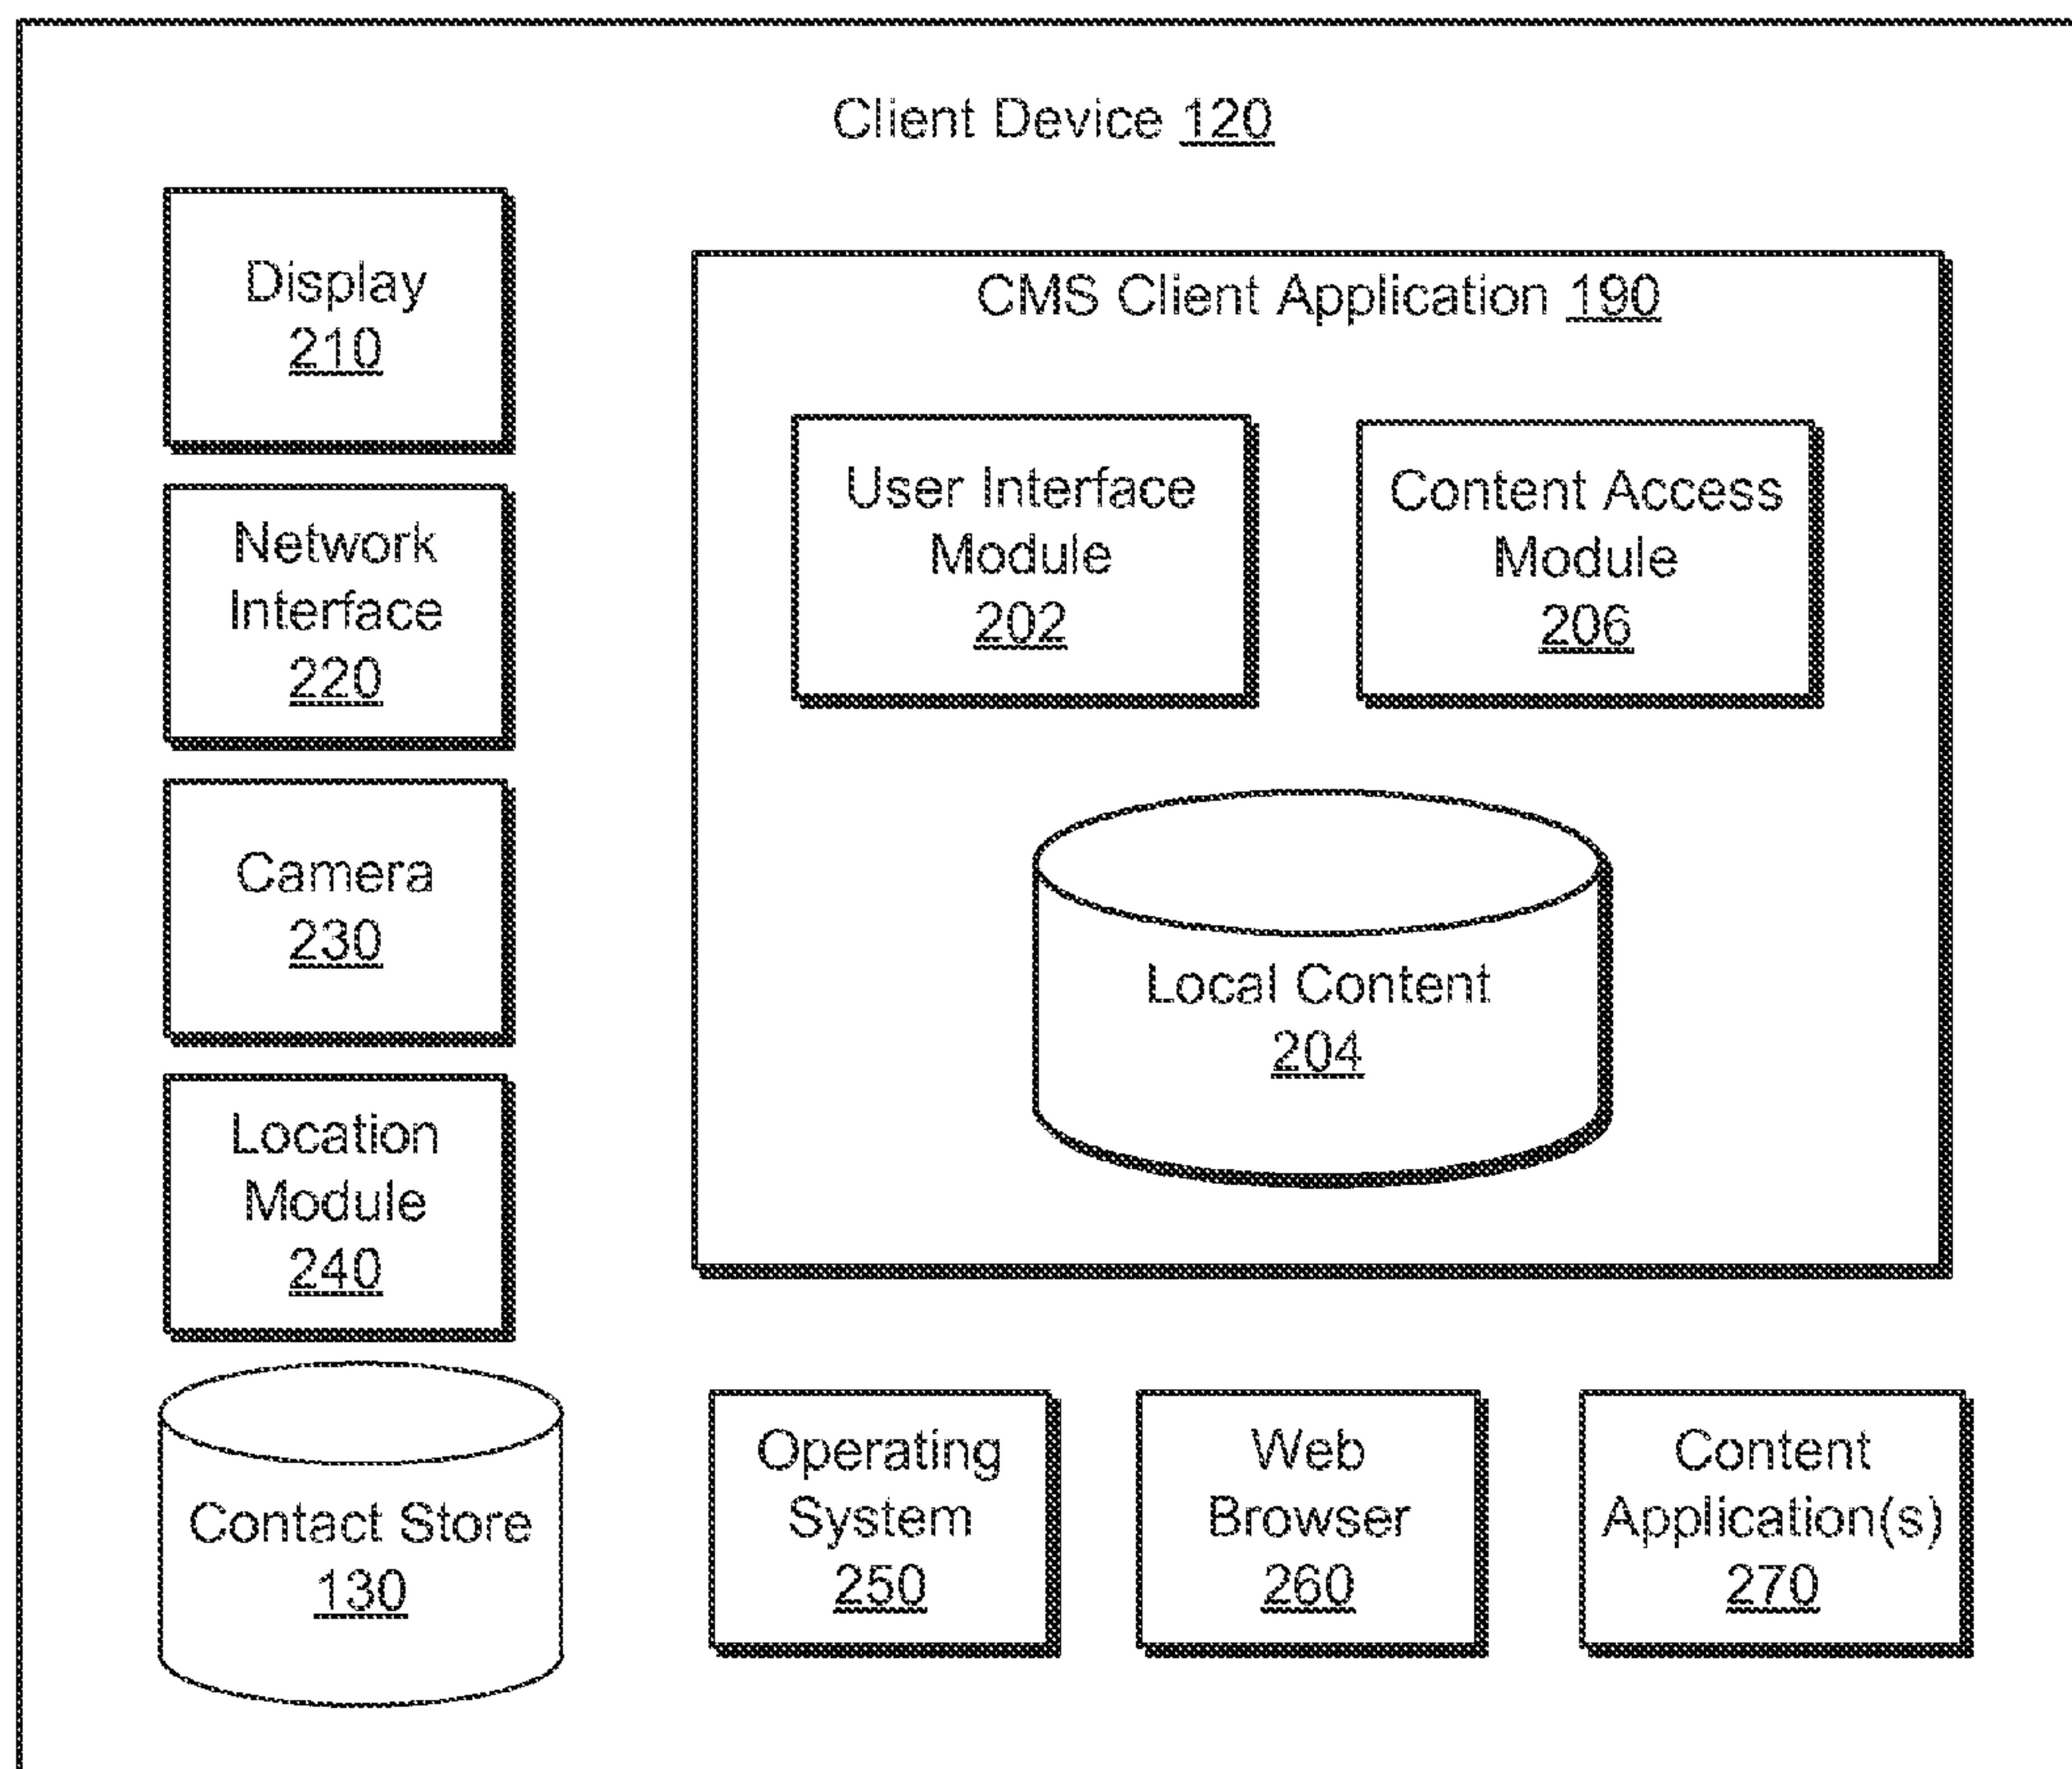 Client Device 120
Display
210
Network
Interface
220
Camera
230
Location
Module
240
Contact Store
130
CMS Client Application 190
User Interface
Module
202
Content Access
Module
206
Local Content
204
Operating
System
250
Web
Browser
260
Content
Application(s)
270